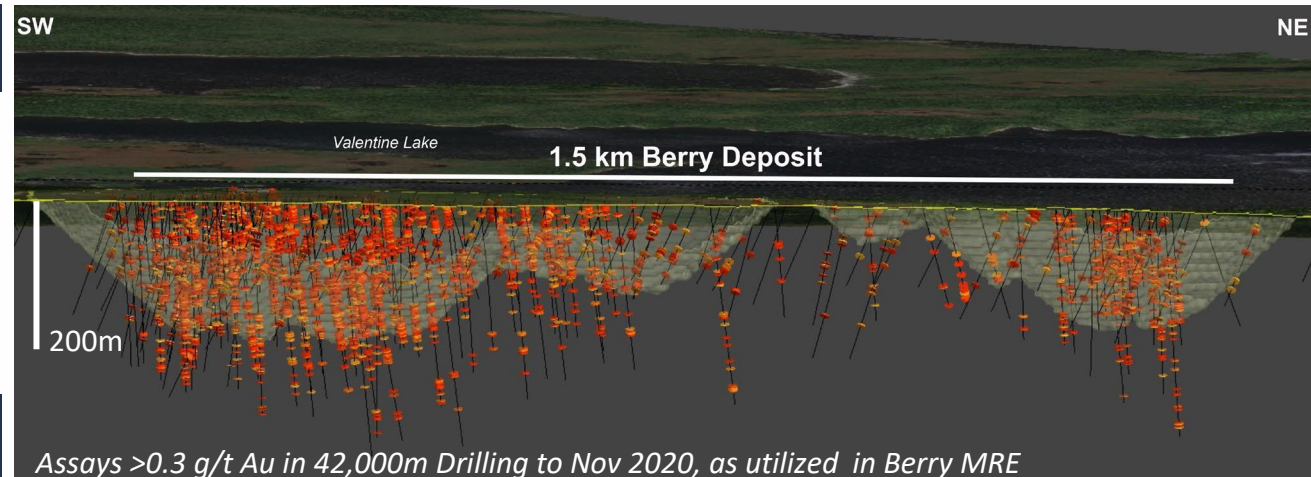 SW
NE
Valentine Lake
1.5 km Berry Deposit
200m
Assays >0.3 g/t Au in 42,000m Drilling to Nov 2020, as utilized in Berry MRE